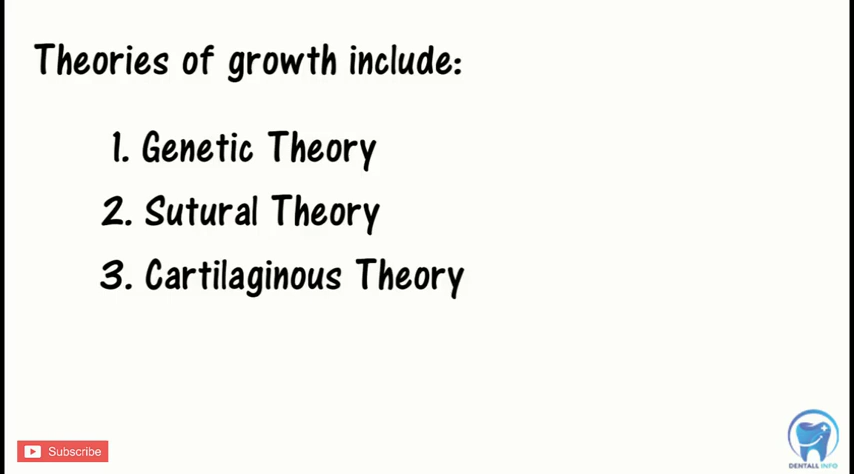 Theories of growth include:
1. Genetic Theory
2. Sutural Theory
3. Cartilaginous Theory
Subscribe
DENTALL INFO